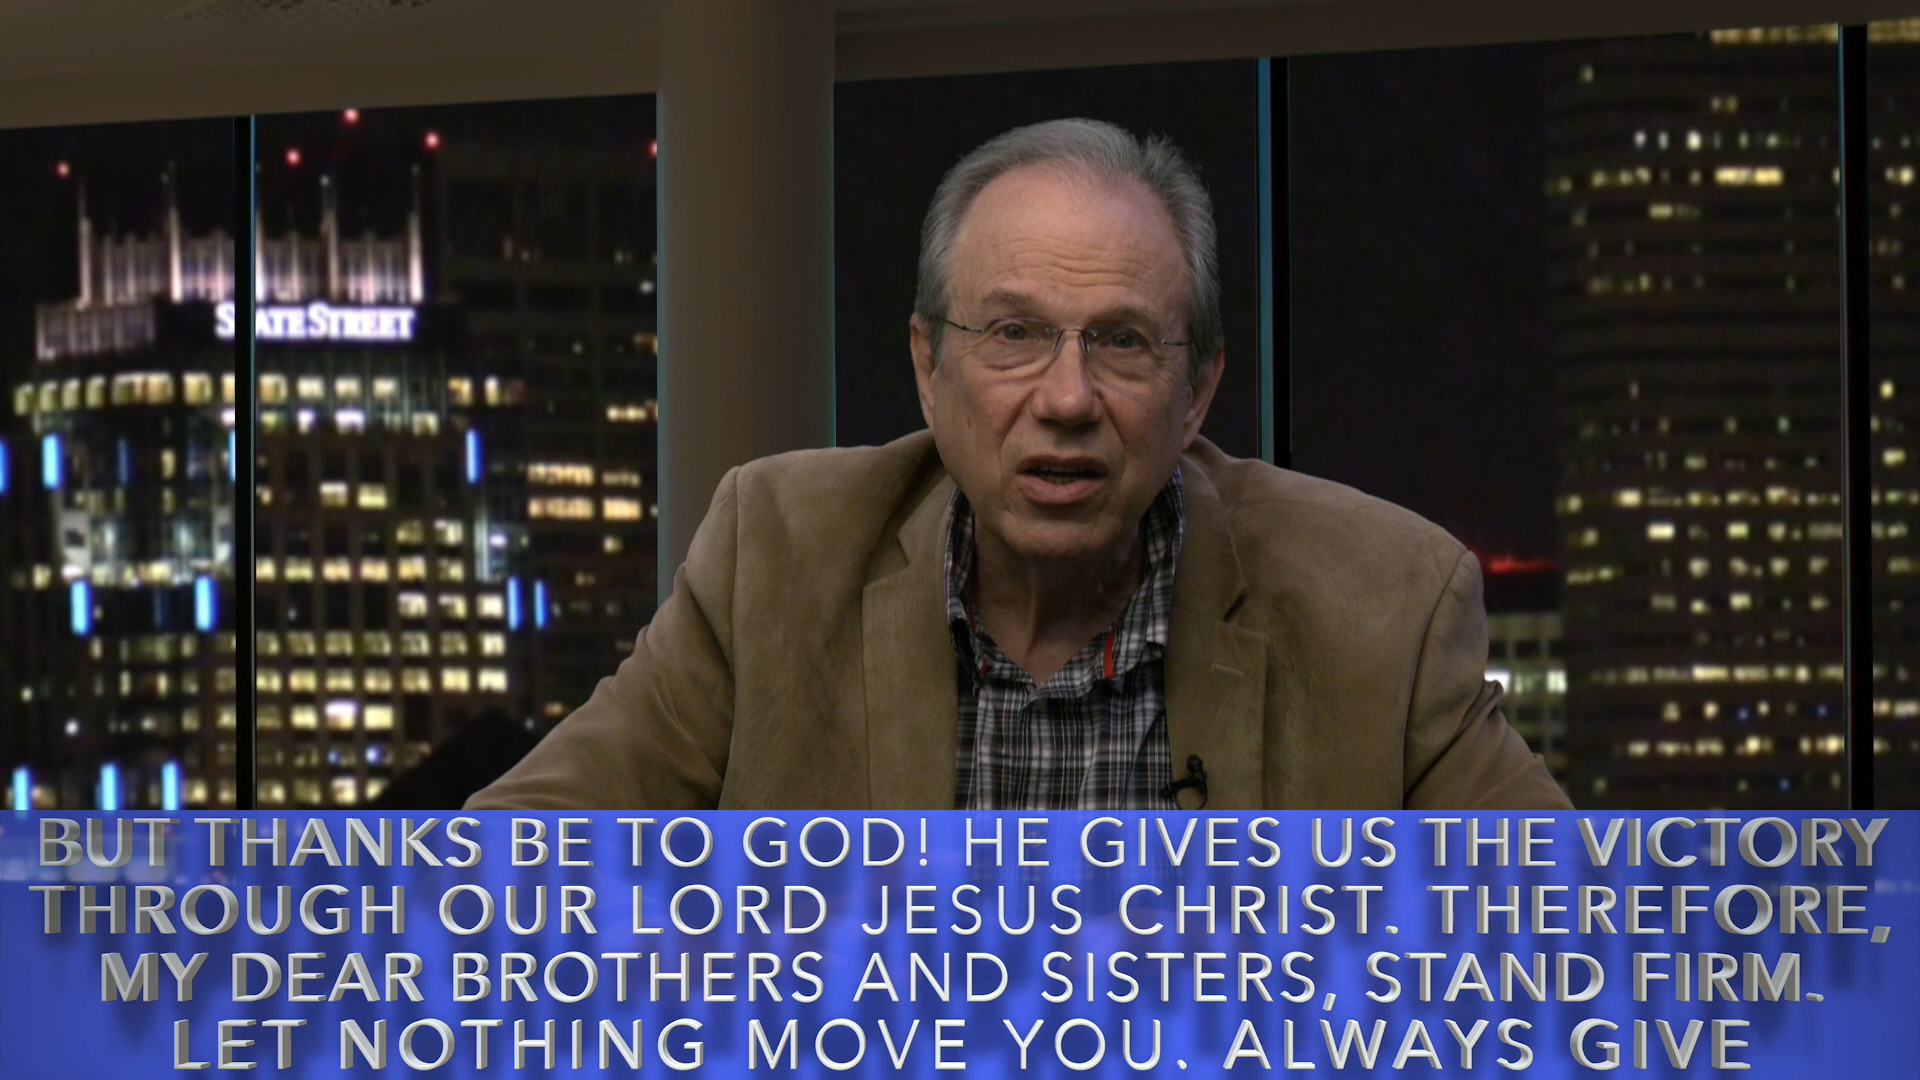 STATE STREET
BUT THANKS BE TO GOD! HE GIVES US THE VICTORY
THROUGH OUR LORD JESUS CHRIST. THEREFORE,
MY DEAR BROTHERS AND SISTERS, STAND FIRM.
LET NOTHING MOVE YOU. ALWAYS GIVE